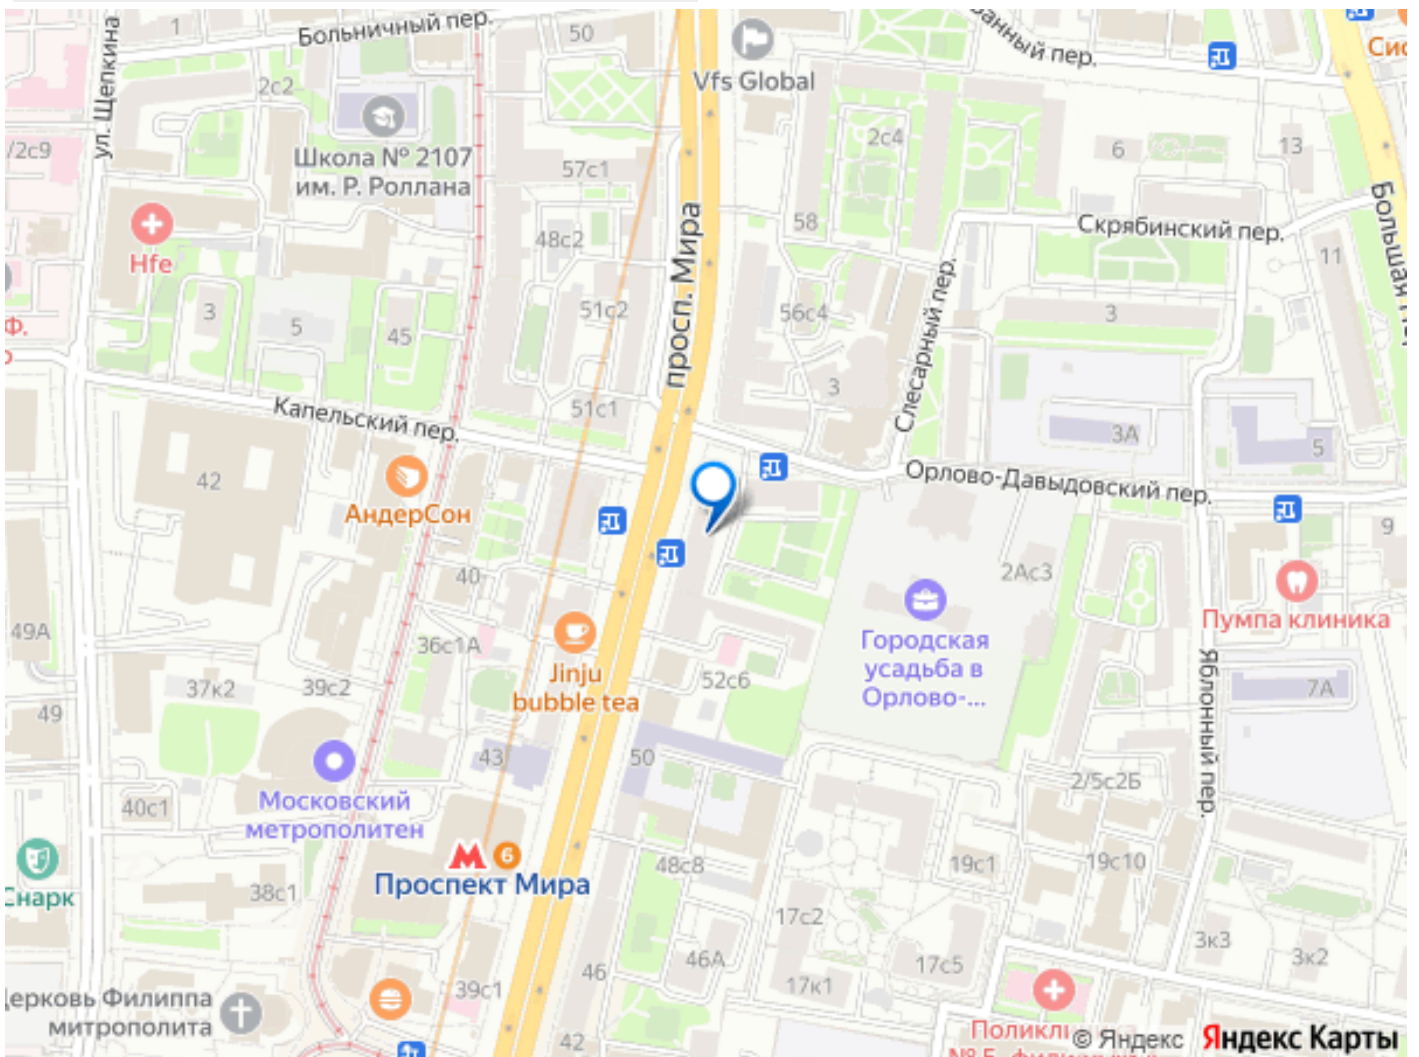 Больничный пер.
1
50
ул. Щепкина
2с2
Vfs Global
анный пер.
Сис
Школа № 2107
им. Р. Роллана
/2с9
57с1
2с4
6
13
58
Скрябинский пер.
Hfe
48с2
просп. Мира
11
Большая
3
5
45
51с2
56с4
Слесарный пер.
3
Ф.
Капельский пер.
51с1
3
3А
5
42
АндерСон
Орлово-Давыдовский пер.
9
40
2Ас3
49А
36с1А
Jinju
bubble tea
Городская
усадьба в
Орлово-...
Пумпа клиника
37к2
39с2
52с6
Яблонный пер.
7А
49
43
50
2/5с2Б
40с1
Московский
метрополитен
6
Проспект Мира
48с8
19с1
19с10
Снарк
38с1
17с2
3к3
46А
17с5
3к2
46
17к1
39с1
Церковь Филиппа
митрополита
42
Поликли
© Яндекс
Яндекс Карты